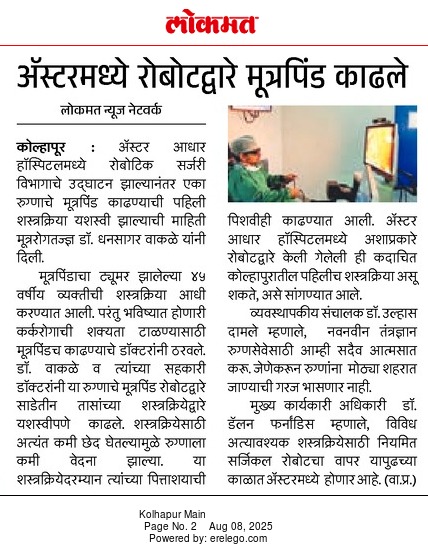 लोकमत
ॲस्टरमध्ये रोबोटद्वारे मूत्रपिंड काढले
लोकमत न्यूज नेटवर्क
कोल्हापूर : ॲस्टर आधार
हॉस्पिटलमध्ये रोबोटिक सर्जरी
विभागाचे उद्घाटन झाल्यानंतर एका
रुग्णाचे मूत्रपिंड काढण्याची पहिली
शस्त्रक्रिया यशस्वी झाल्याची माहिती
मूत्ररोगतज्ज्ञ डॉ. धनसागर वाकळे यांनी
दिली.
मूत्रपिंडाचा ट्यूमर झालेल्या ४५
वर्षीय व्यक्तीची शस्त्रक्रिया आधी
करण्यात आली. परंतु भविष्यात होणारी
कर्करोगाची शक्यता टाळण्यासाठी
मूत्रपिंडच काढण्याचे डॉक्टरांनी ठरवले.
डॉ. वाकळे व त्यांच्या सहकारी
डॉक्टरांनी या रुग्णाचे मूत्रपिंड रोबोटद्वारे
साडेतीन तासांच्या शस्त्रक्रियेद्वारे
यशस्वीपणे काढले. शस्त्रक्रियेसाठी
अत्यंत कमी छेद घेतल्यामुळे रुग्णाला
कमी वेदना झाल्या. या
शस्त्रक्रियेदरम्यान त्यांच्या पित्ताशयाची
पिशवीही काढण्यात आली. ॲस्टर
आधार हॉस्पिटलमध्ये अशाप्रकारे
रोबोटद्वारे केली गेलेली ही कदाचित
कोल्हापुरातील पहिलीच शस्त्रक्रिया असू
शकते, असे सांगण्यात आले.
व्यवस्थापकीय संचालक डॉ. उल्हास
दामले म्हणाले, नवनवीन तंत्रज्ञान
रुग्णसेवेसाठी आम्ही सदैव आत्मसात
करू. जेणेकरून रुग्णांना मोठ्या शहरात
जाण्याची गरज भासणार नाही.
मुख्य कार्यकारी अधिकारी डॉ.
डॅलन फर्नांडिस म्हणाले, विविध
अत्यावश्यक शस्त्रक्रियेसाठी नियमित
सर्जिकल रोबोटचा वापर यापुढच्या
काळात ॲस्टरमध्ये होणार आहे. (वा.प्र.)
Kolhapur Main
Page No. 2 Aug 08, 2025
Powered by: erelego.com